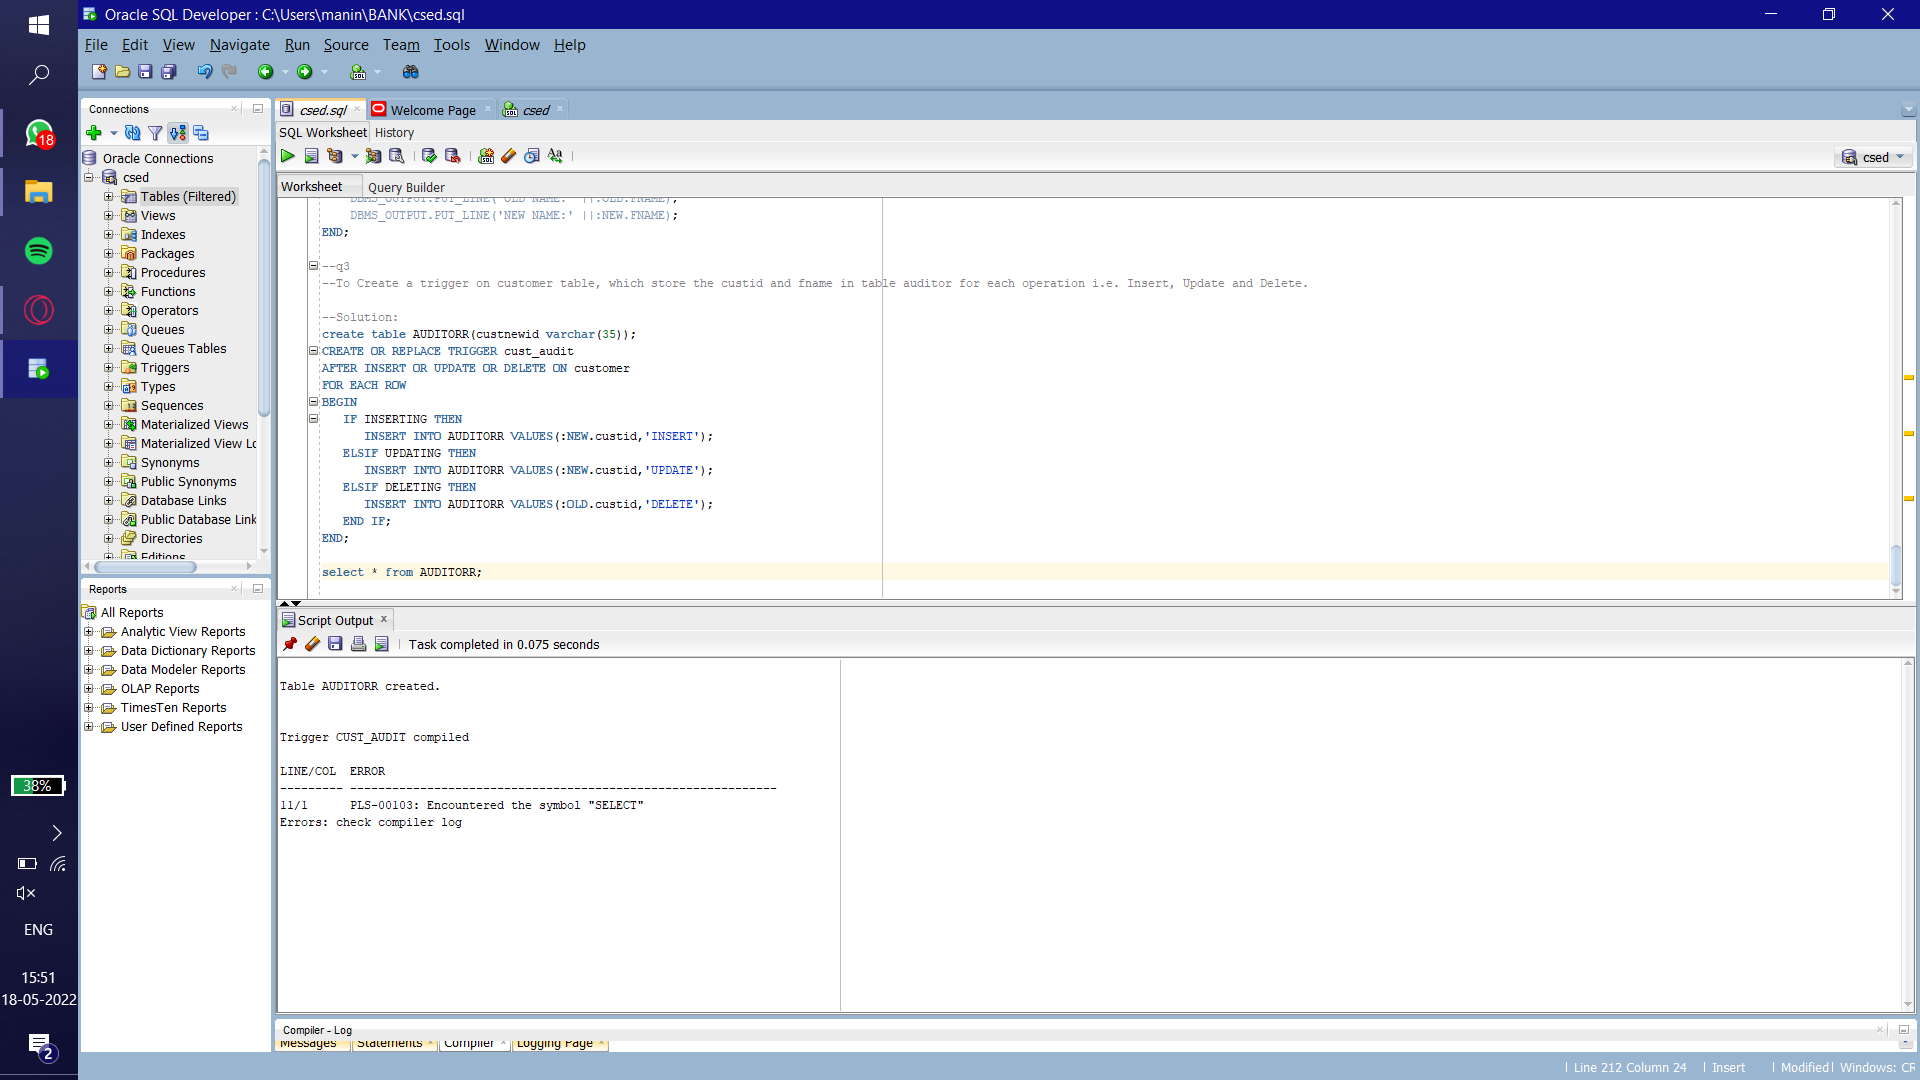 Oracle SQL Developer : C:\Users\manin\BANK\csed.sql
File Edit View Navigate Run Source Team Tools Window Help
Connections
csed.sql Welcome Page csed
SQL Worksheet History
csed
Worksheet Query Builder
Oracle Connections
csed
Tables (Filtered)
Views
Indexes
Packages
Procedures
Functions
Operators
Queues
Queues Tables
Triggers
Types
Sequences
Materialized Views
Materialized View Lo
Synonyms
Public Synonyms
Database Links
Public Database Link
Directories
Editions
DBMS_OUTPUT.PUT_LINE('OLD NAME:' ||:OLD.FNAME);
DBMS_OUTPUT.PUT_LINE('NEW NAME:' ||:NEW.FNAME);
END;
--q3
--To Create a trigger on customer table, which store the custid and fname in table auditor for each operation i.e. Insert, Update and Delete.
--Solution:
create table AUDITORR(custnewid varchar(35));
CREATE OR REPLACE TRIGGER cust_audit
AFTER INSERT OR UPDATE OR DELETE ON customer
FOR EACH ROW
BEGIN
IF INSERTING THEN
INSERT INTO AUDITORR VALUES(:NEW.custid,'INSERT');
ELSIF UPDATING THEN
INSERT INTO AUDITORR VALUES(:NEW.custid,'UPDATE');
ELSIF DELETING THEN
INSERT INTO AUDITORR VALUES(:OLD.custid,'DELETE');
END IF;
END;
select * from AUDITORR;
Reports
All Reports
Analytic View Reports
Data Dictionary Reports
Data Modeler Reports
OLAP Reports
TimesTen Reports
User Defined Reports
Script Output
Task completed in 0.075 seconds
Table AUDITORR created.
Trigger CUST_AUDIT compiled
LINE/COL ERROR
--------- -------------------------------------------------------------
11/1 PLS-00103: Encountered the symbol "SELECT"
Errors: check compiler log
Compiler - Log
Messages Statements Compiler Logging Page
Line 212 Column 24 Insert Modified Windows: CR
18
38%
ENG
15:51
18-05-2022
2